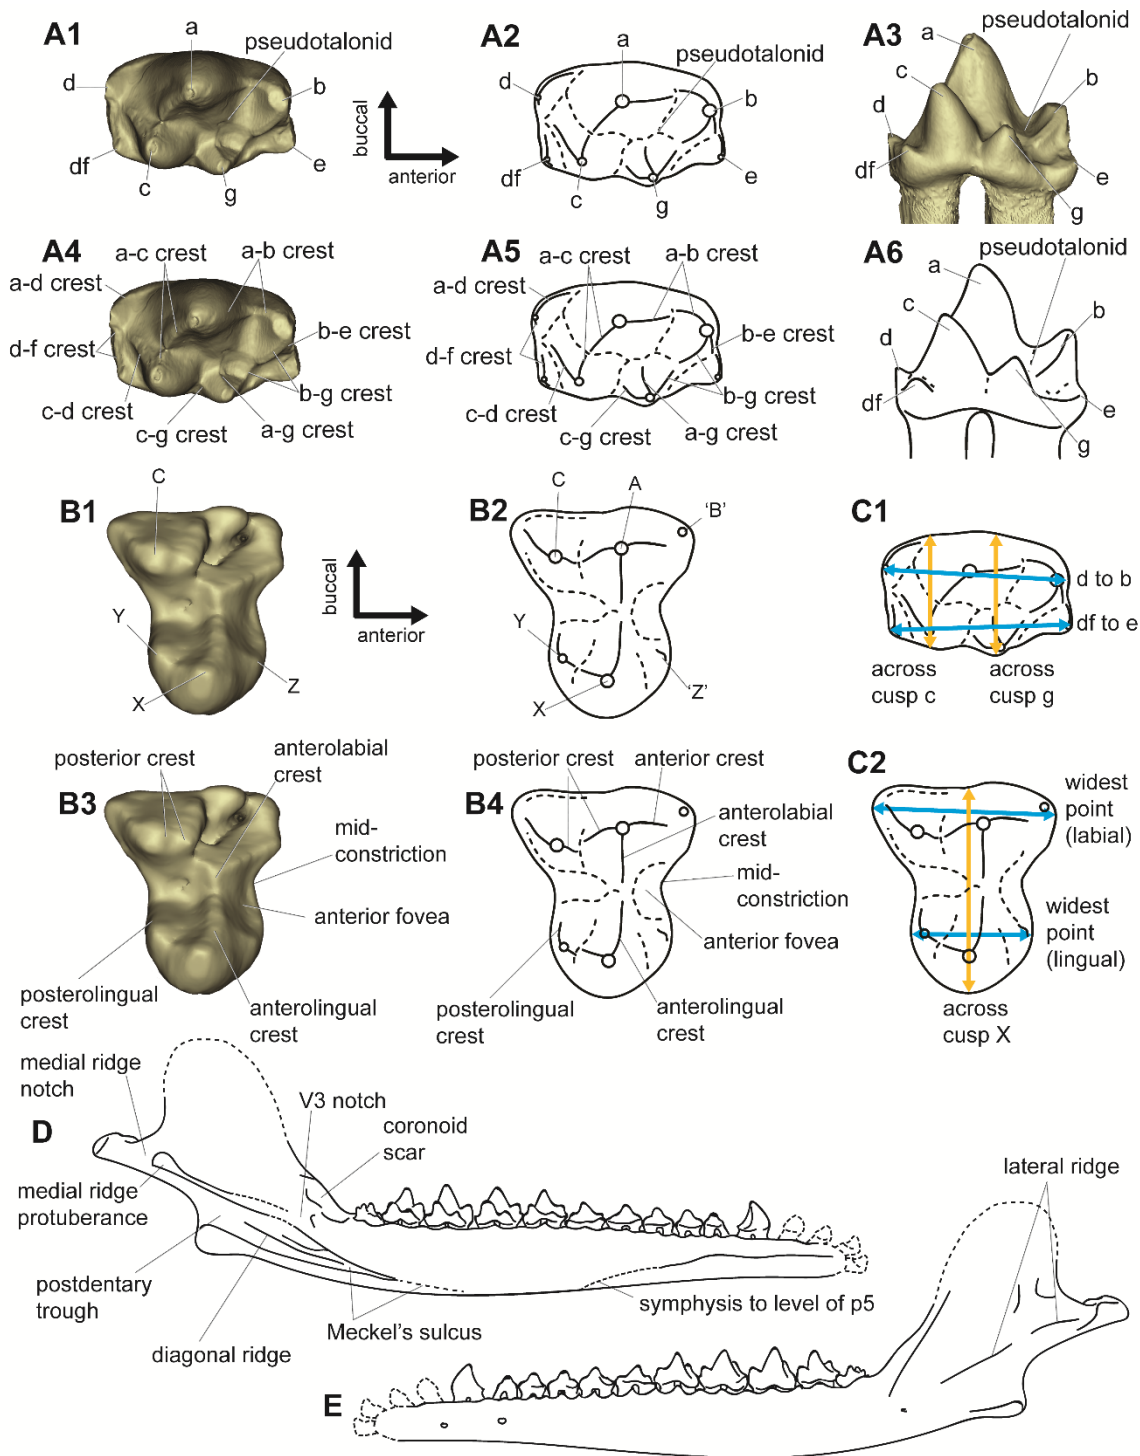 A1
a
pseudotalonid
d
b
df
c
g
e
buccal
anterior
A2
a
pseudotalonid
d
b
df
c
g
e
A3
a
pseudotalonid
c
b
d
df
e
g
A4
a-c crest
a-b crest
a-d crest
b-e crest
d-f crest
b-g crest
c-d crest
c-g crest
a-g crest
A5
a-c crest
a-b crest
a-d crest
b-e crest
d-f crest
b-g crest
c-d crest
c-g crest
a-g crest
A6
pseudotalonid
a
c
b
d
df
e
g
B1
C
Y
X
Z
buccal
anterior
B2
C
A
'B'
Y
X
'Z'
C1
d to b
df to e
across
cusp c
across
cusp g
B3
posterior crest
anterolabial
crest
mid-
constriction
anterior fovea
posterolingual
crest
anterolingual
crest
B4
posterior crest
anterior crest
anterolabial
crest
mid-
constriction
anterior fovea
posterolingual
crest
anterolingual
crest
C2
widest
point
(labial)
widest
point
(lingual)
across
cusp X
D
medial ridge
notch
V3 notch
coronoid
scar
medial ridge
protuberance
postdentary
trough
diagonal ridge
Meckel's sulcus
symphysis to level of p5
E
lateral ridge